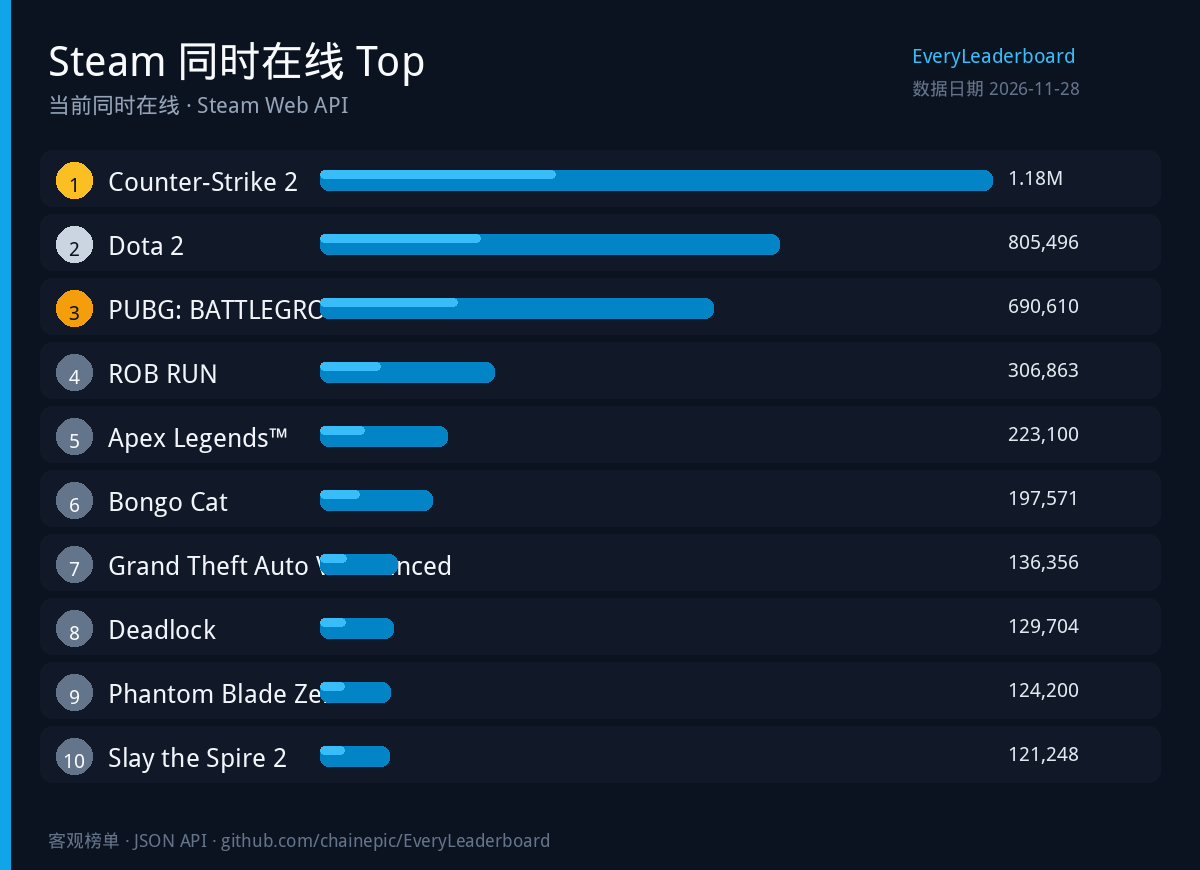 Steam 同时在线 Top
当前同时在线 · Steam Web API
EveryLeaderboard
数据日期 2026-11-28
1 Counter-Strike 2 1.18M
2 Dota 2 805,496
3 PUBG: BATTLEGRO 690,610
4 ROB RUN 306,863
5 Apex Legends™ 223,100
6 Bongo Cat 197,571
7 Grand Theft Auto 136,356
8 Deadlock 129,704
9 Phantom Blade 124,200
10 Slay the Spire 2 121,248
客观榜单 · JSON API · github.com/chainepic/EveryLeaderboard